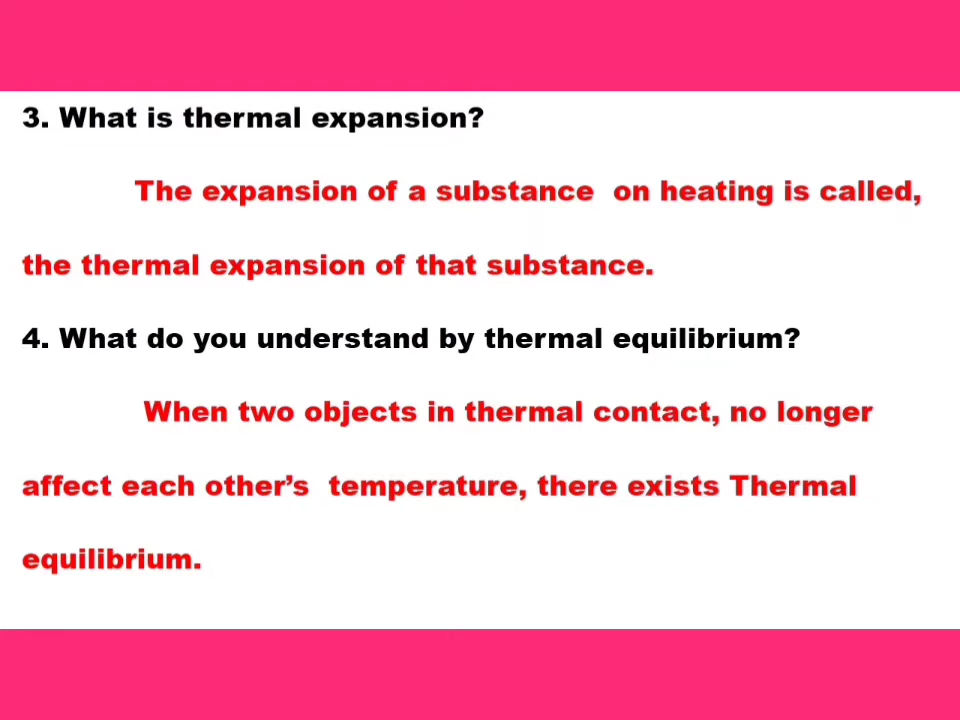 3. What is thermal expansion?
The expansion of a substance on heating is called,
the thermal expansion of that substance.
4. What do you understand by thermal equilibrium?
When two objects in thermal contact, no longer
affect each other’s temperature, there exists Thermal
equilibrium.